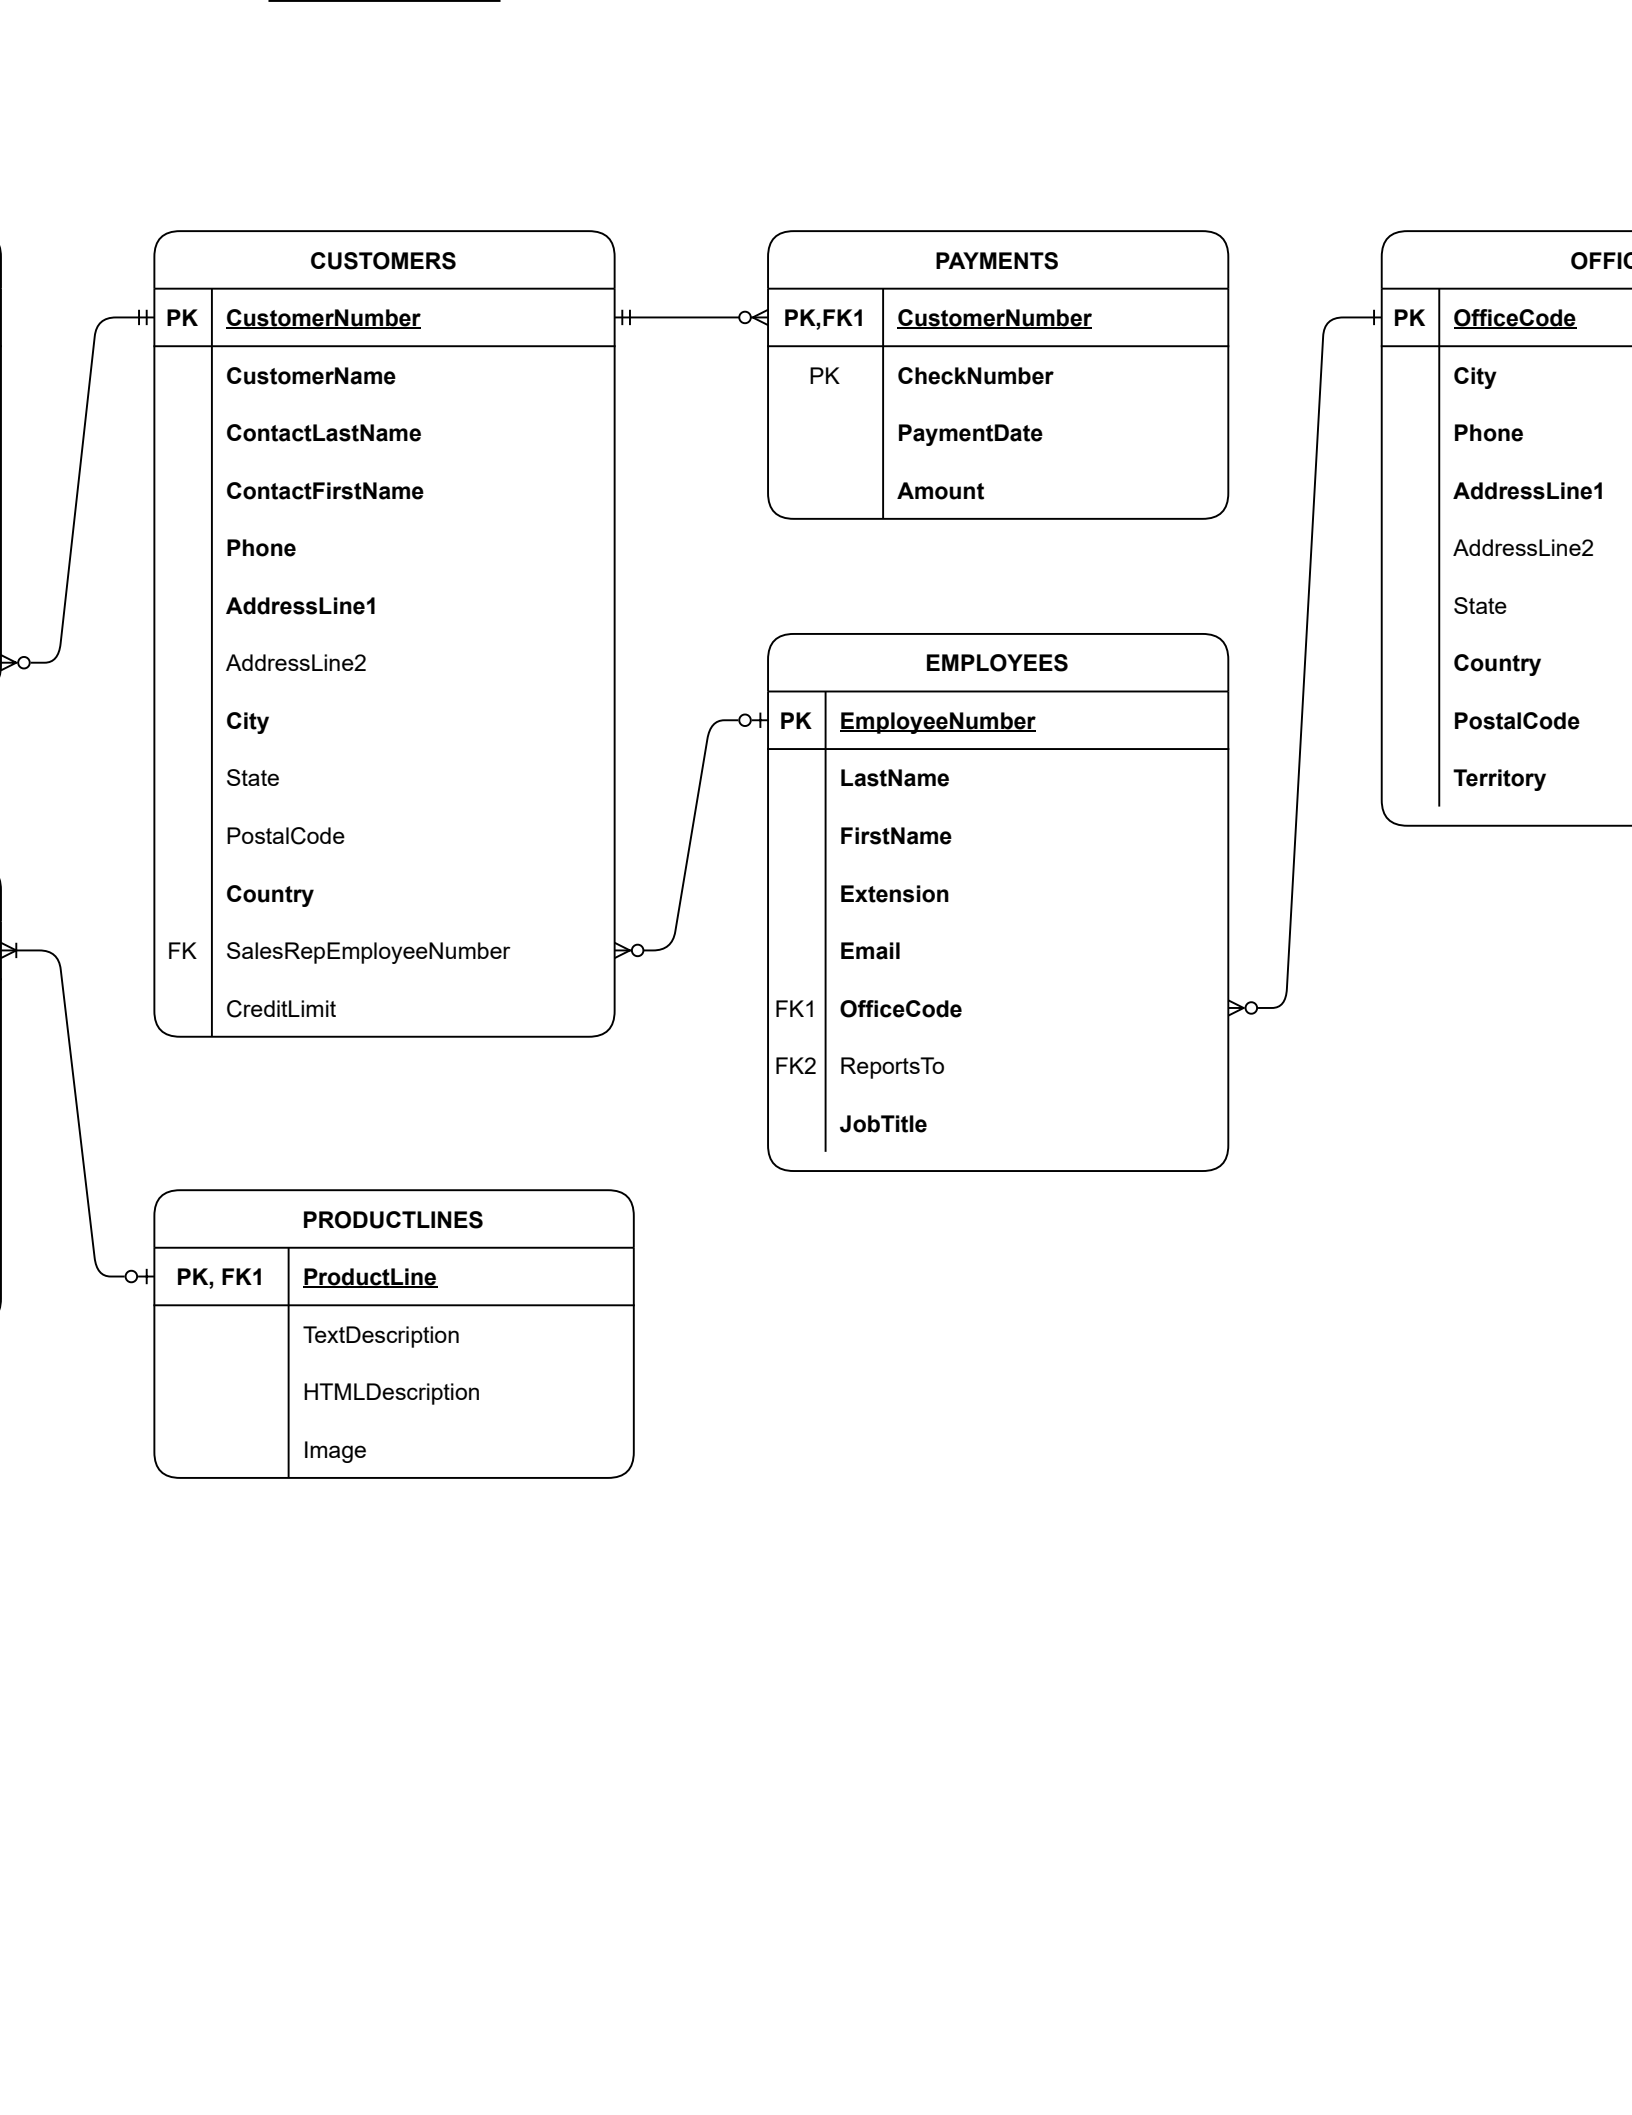 CUSTOMERS
PK CustomerNumber
CustomerName
ContactLastName
ContactFirstName
Phone
AddressLine1
AddressLine2
City
State
PostalCode
Country
FK SalesRepEmployeeNumber
CreditLimit
PAYMENTS
PK,FK1 CustomerNumber
PK CheckNumber
PaymentDate
Amount
EMPLOYEES
PK EmployeeNumber
LastName
FirstName
Extension
Email
FK1 OfficeCode
FK2 ReportsTo
JobTitle
PK OfficeCode
City
Phone
AddressLine1
AddressLine2
State
Country
PostalCode
Territory
PRODUCTLINES
PK, FK1 ProductLine
TextDescription
HTMLDescription
Image